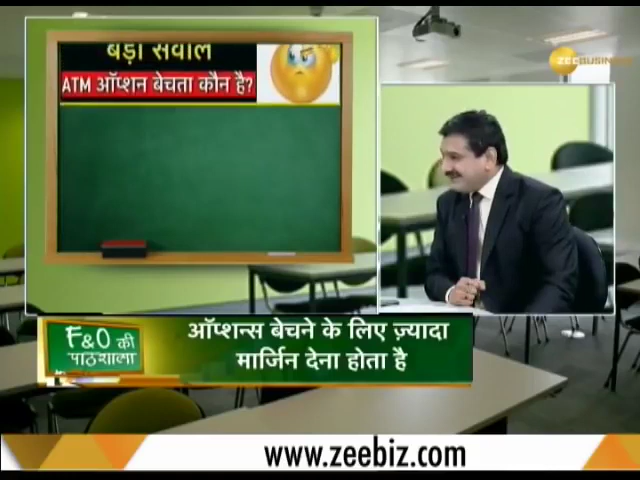 बड़ा सवाल
ATM ऑप्शन बेचता कौन है?
ZEE BUSINESS
F&O की
पाठशाला
ऑप्शन्स बेचने के लिए ज़्यादा
मार्जिन देना होता है
www.zeebiz.com